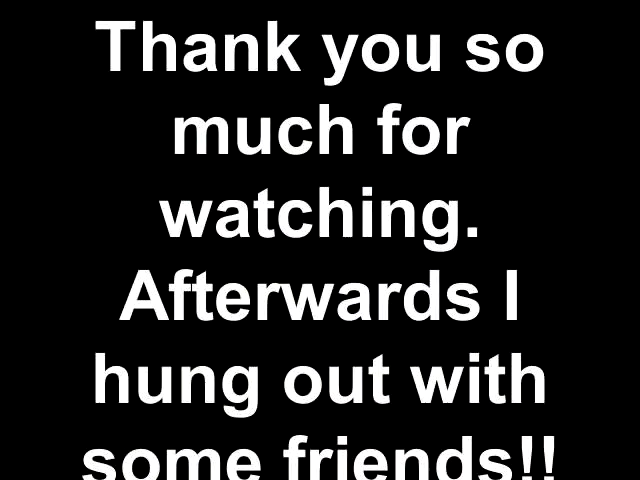 Thank you so
much for
watching.
Afterwards I
hung out with
some friends!!